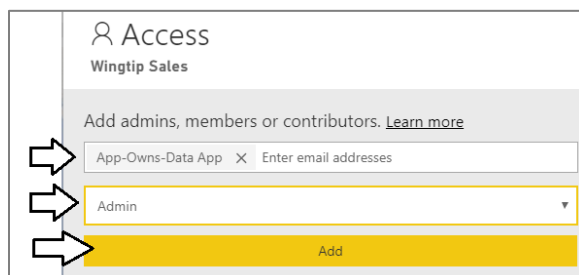 Access
Wingtip Sales
Add admins, members or contributors. Learn more
App-Owns-Data App Enter email addresses
Admin
Add